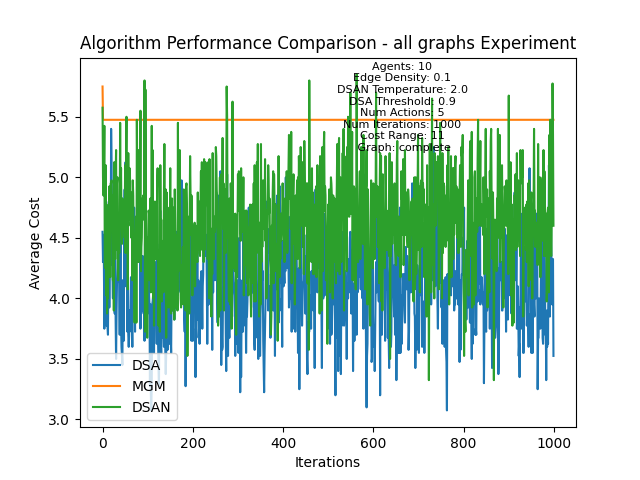 Algorithm Performance Comparison - all graphs Experiment
Agents: 10
Edge Density: 0.1
DSAN Temperature: 2.0
DSA Threshold: 0.9
Num Actions: 5
Num Iterations: 1000
Cost Range: 11
Graph: complete
Average Cost
5.5
5.0
4.5
4.0
3.5
3.0
DSA
MGM
DSAN
0
200
400
600
800
1000
Iterations